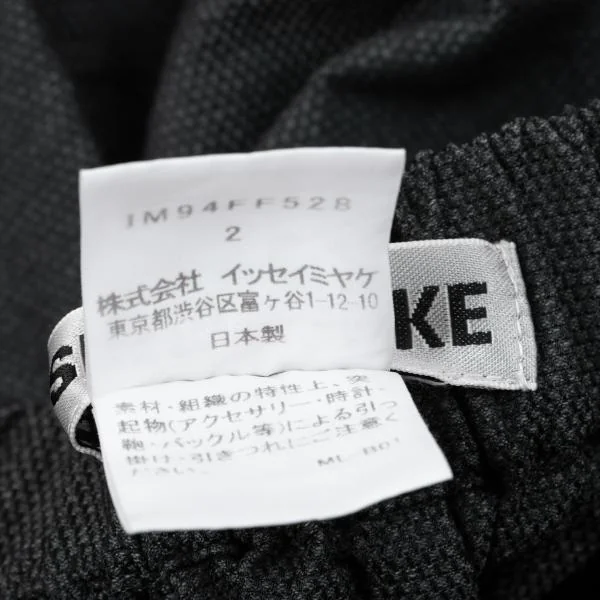 IM94FF528
2
株式会社 イッセイミヤケ
東京都渋谷区富ヶ谷1-12-10
日本製
KE
素材・組織の特性上、突
起物(アクセサリー・時計・
鞄・バックル等)による引っ
掛け・引きつれにご注意く
ださい。
ML-B01